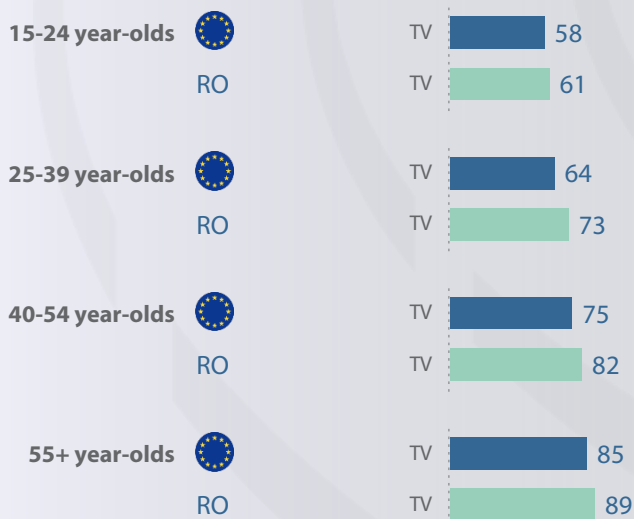 15-24 year-olds TV 58
RO TV 61
25-39 year-olds TV 64
RO TV 73
40-54 year-olds TV 75
RO TV 82
55+ year-olds TV 85
RO TV 89